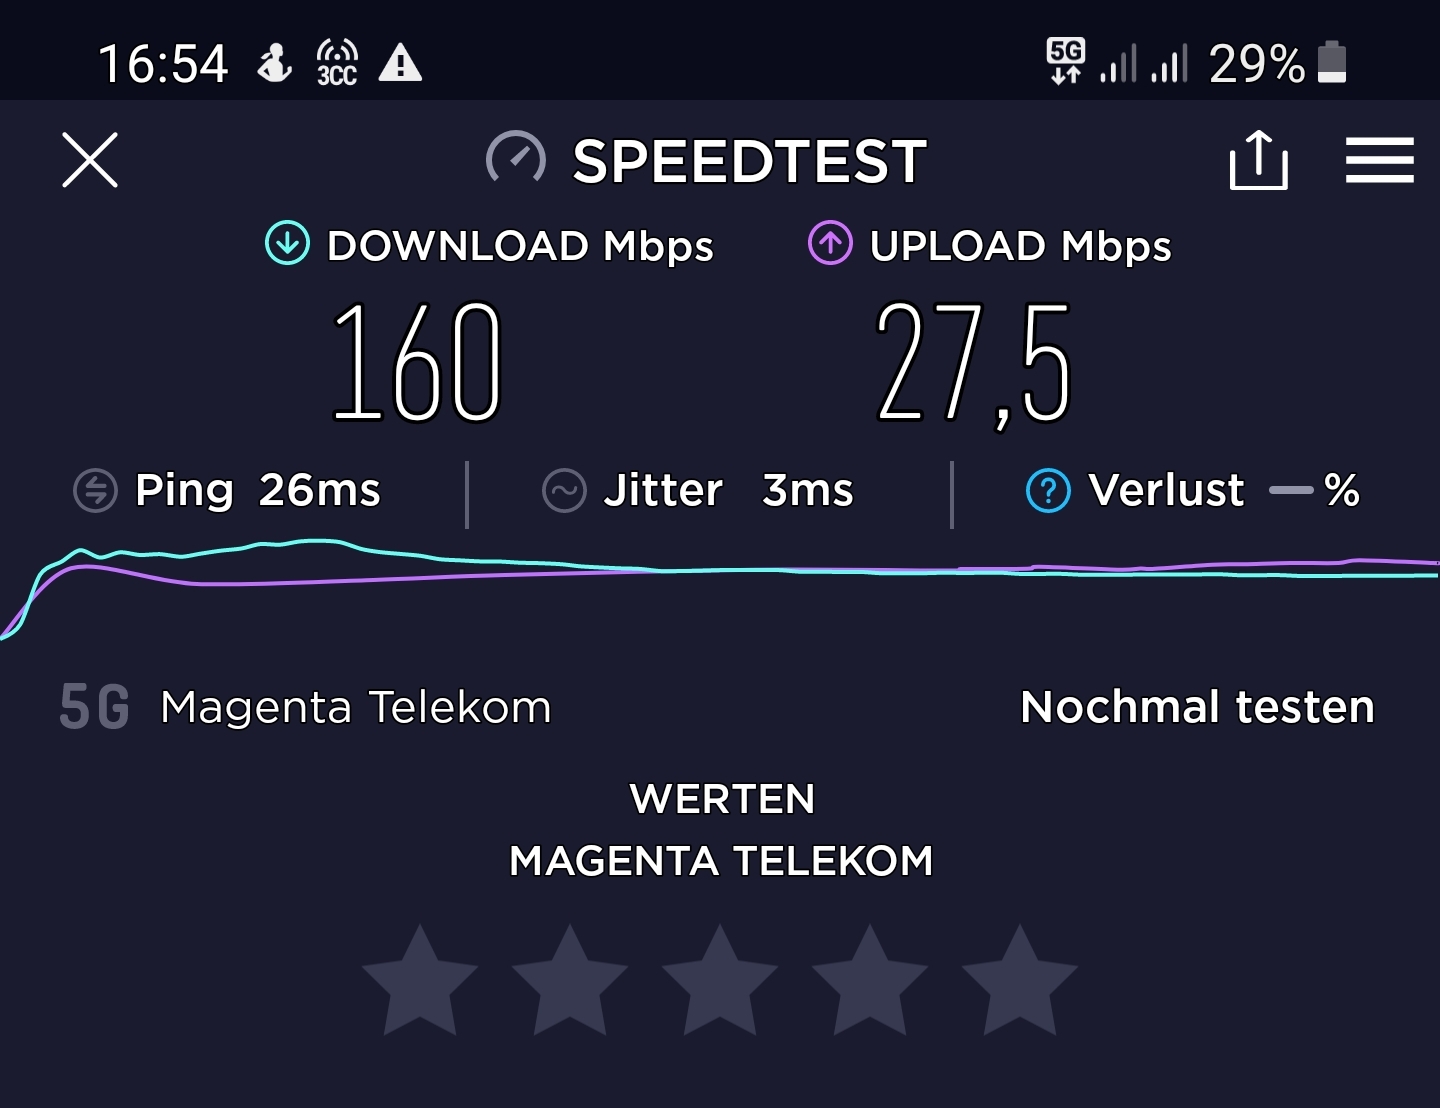 16:54 3CC 5G 29%
SPEEDTEST
DOWNLOAD Mbps UPLOAD Mbps
160 27,5
Ping 26ms Jitter 3ms Verlust —%
5G Magenta Telekom Nochmal testen
WERTEN
MAGENTA TELEKOM